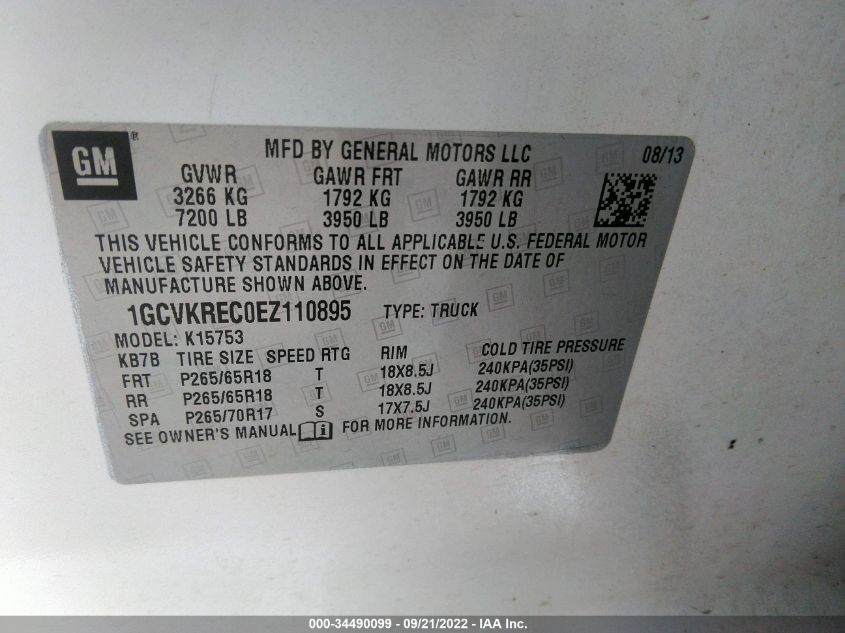 GM ®
MFD BY GENERAL MOTORS LLC 08/13
GVWR GAWR FRT GAWR RR
3266 KG 1792 KG 1792 KG
7200 LB 3950 LB 3950 LB
THIS VEHICLE CONFORMS TO ALL APPLICABLE U.S. FEDERAL MOTOR
VEHICLE SAFETY STANDARDS IN EFFECT ON THE DATE OF
MANUFACTURE SHOWN ABOVE.
1GCVKREC0EZ110895 TYPE: TRUCK
MODEL: K15753
KB7B TIRE SIZE SPEED RTG RIM COLD TIRE PRESSURE
FRT P265/65R18 T 18X8.5J 240KPA(35PSI)
RR P265/65R18 T 18X8.5J 240KPA(35PSI)
SPA P265/70R17 S 17X7.5J 240KPA(35PSI)
SEE OWNER'S MANUAL FOR MORE INFORMATION.
000-34490099 - 09/21/2022 - IAA Inc.